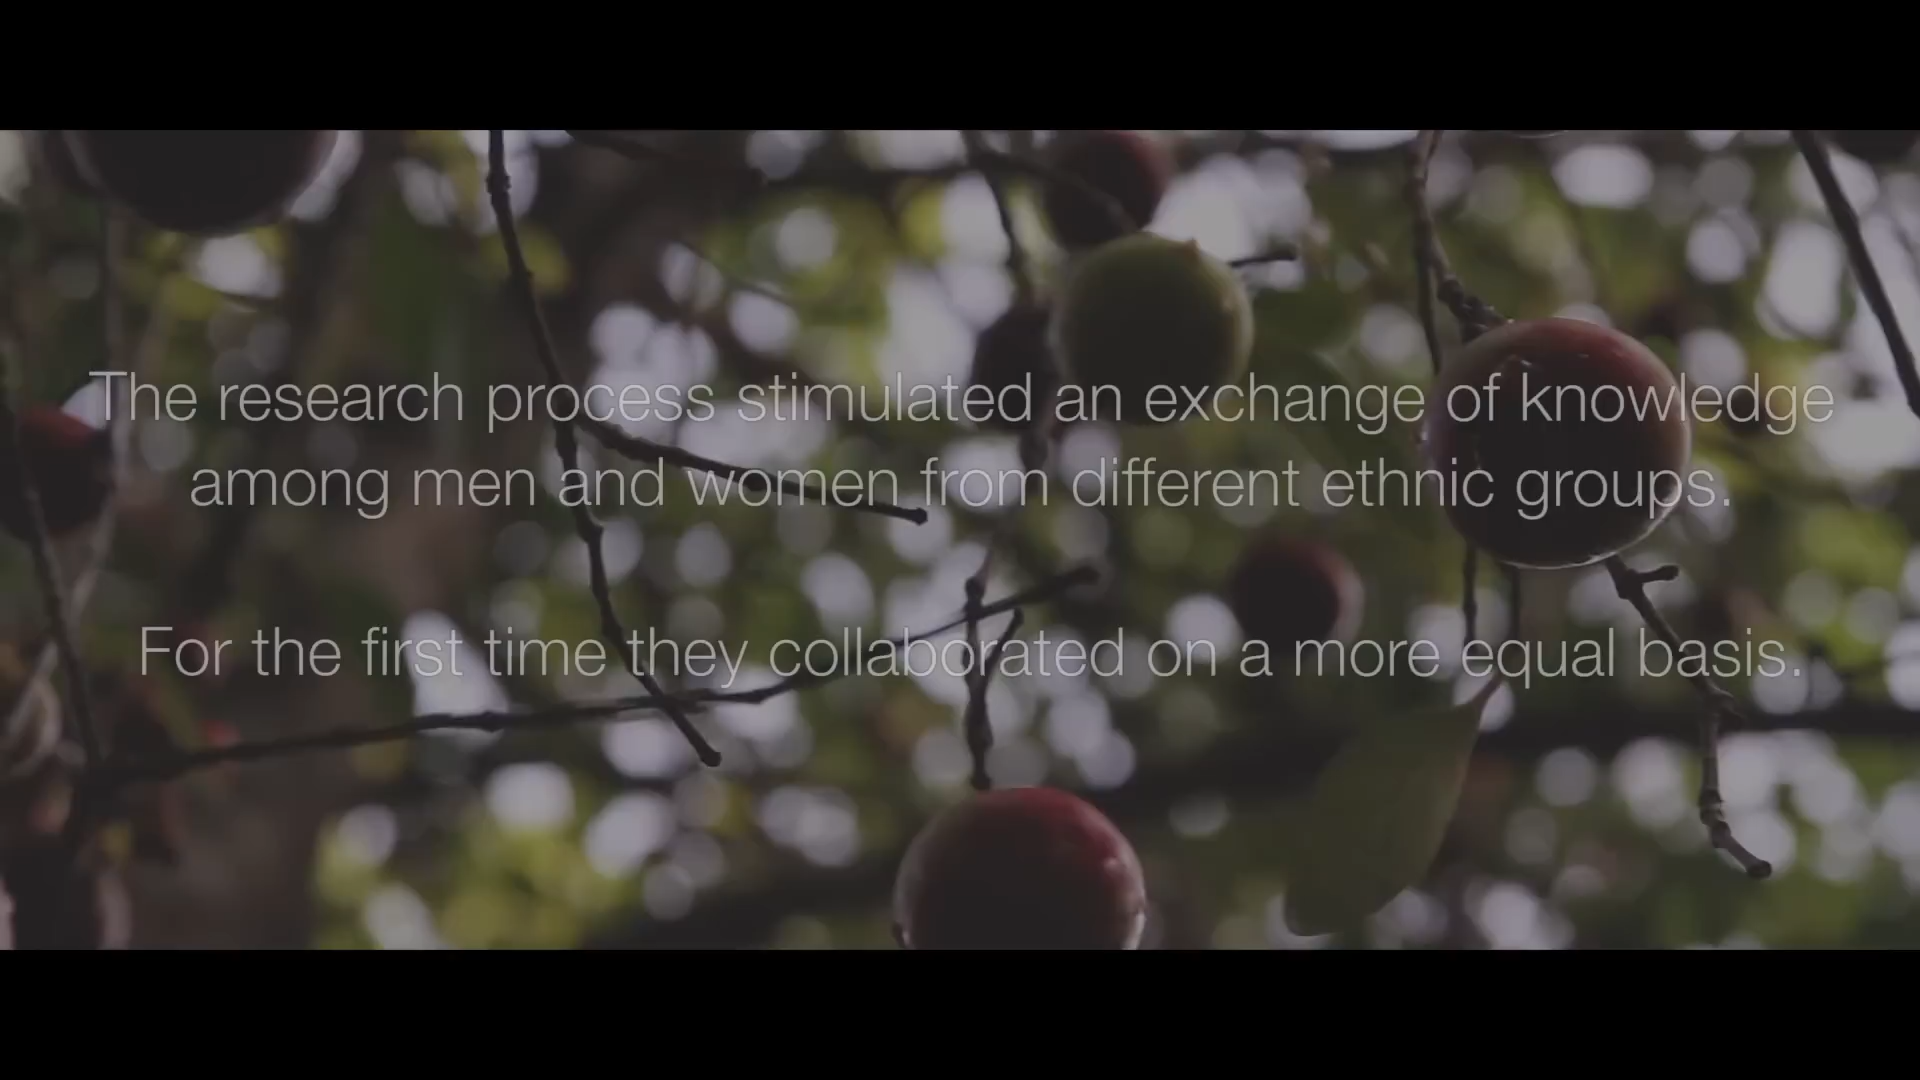 The research process stimulated an exchange of knowledge
among men and women from different ethnic groups.
For the first time they collaborated on a more equal basis.